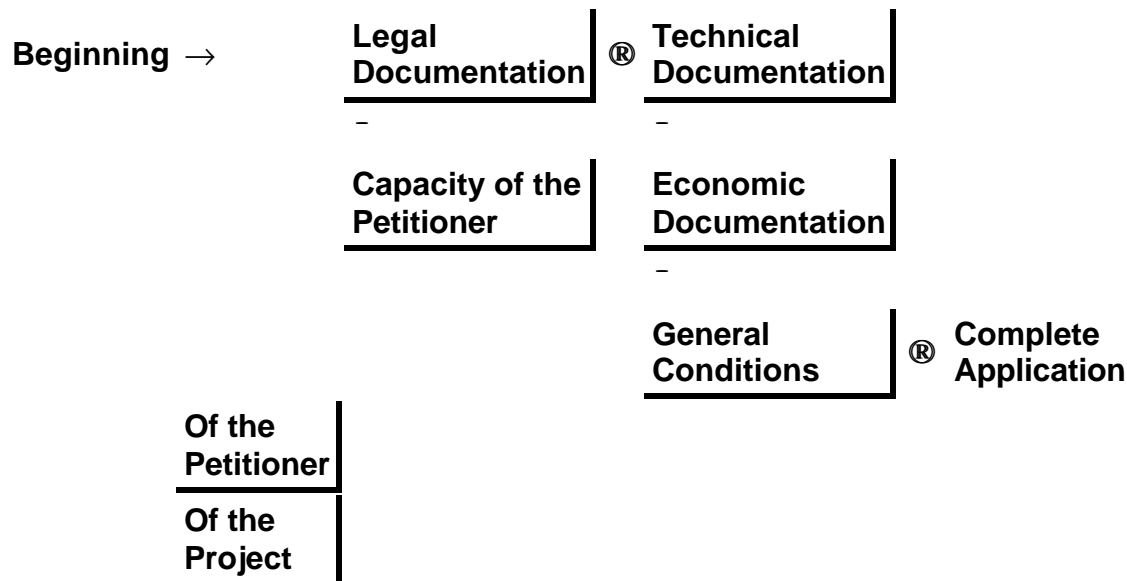 Beginning → Legal Documentation ® Technical Documentation
-
-
Capacity of the Petitioner
Economic Documentation
-
General Conditions ® Complete Application
Of the
Petitioner
Of the
Project